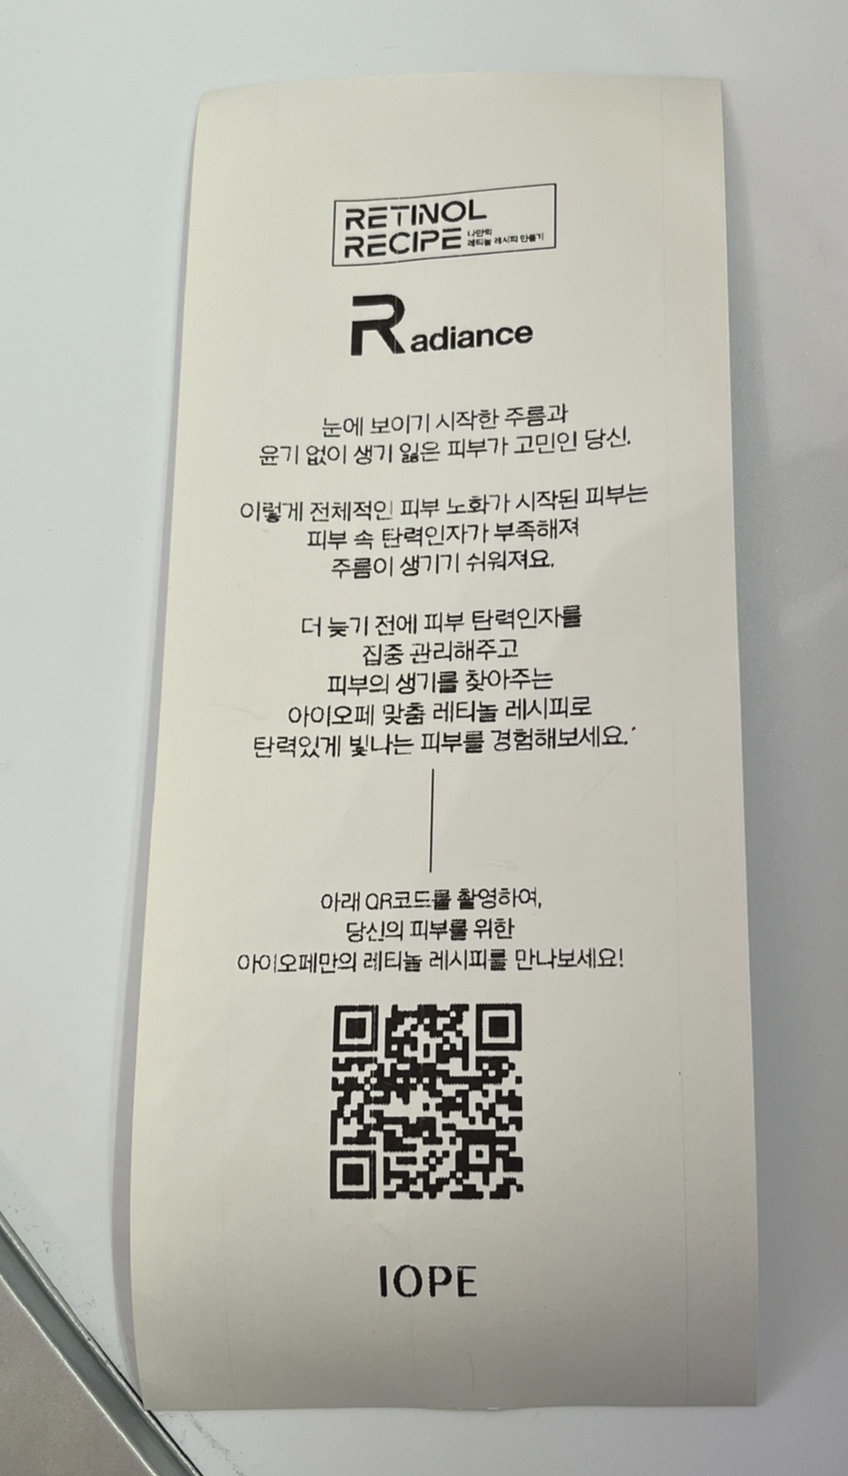 RETINOL
RECIPE 나만의
레티놀 레시피 만들기
Radiance
눈에 보이기 시작한 주름과
윤기 없이 생기 잃은 피부가 고민인 당신.
이렇게 전체적인 피부 노화가 시작된 피부는
피부 속 탄력인자가 부족해져
주름이 생기기 쉬워져요.
더 늦기 전에 피부 탄력인자를
집중 관리해주고
피부의 생기를 찾아주는
아이오페 맞춤 레티놀 레시피로
탄력있게 빛나는 피부를 경험해보세요.
아래 QR코드를 촬영하여,
당신의 피부를 위한
아이오페만의 레티놀 레시피를 만나보세요!
IOPE